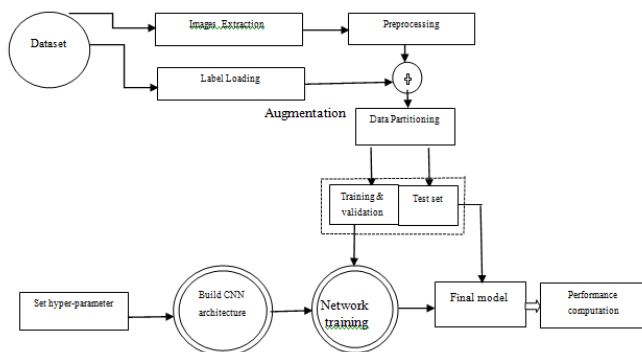 Dataset
Images Extraction
Preprocessing
Label Loading
Augmentation
Data Partitioning
Training &
validation
Test set
Set hyper-parameter
Build CNN
architecture
Network
training
Final model
Performance
computation